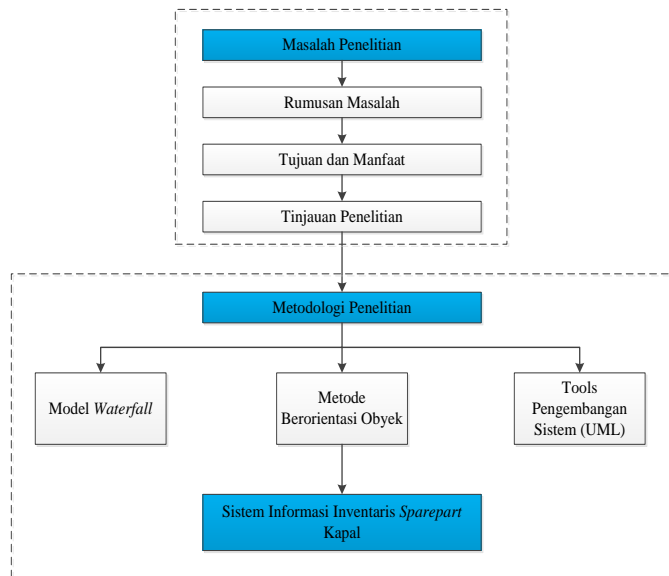 Masalah Penelitian
Rumusan Masalah
Tujuan dan Manfaat
Tinjauan Penelitian
Metodologi Penelitian
Model Waterfall
Metode
Berorientasi Obyek
Tools
Pengembangan
Sistem (UML)
Sistem Informasi Inventaris Sparepart
Kapal